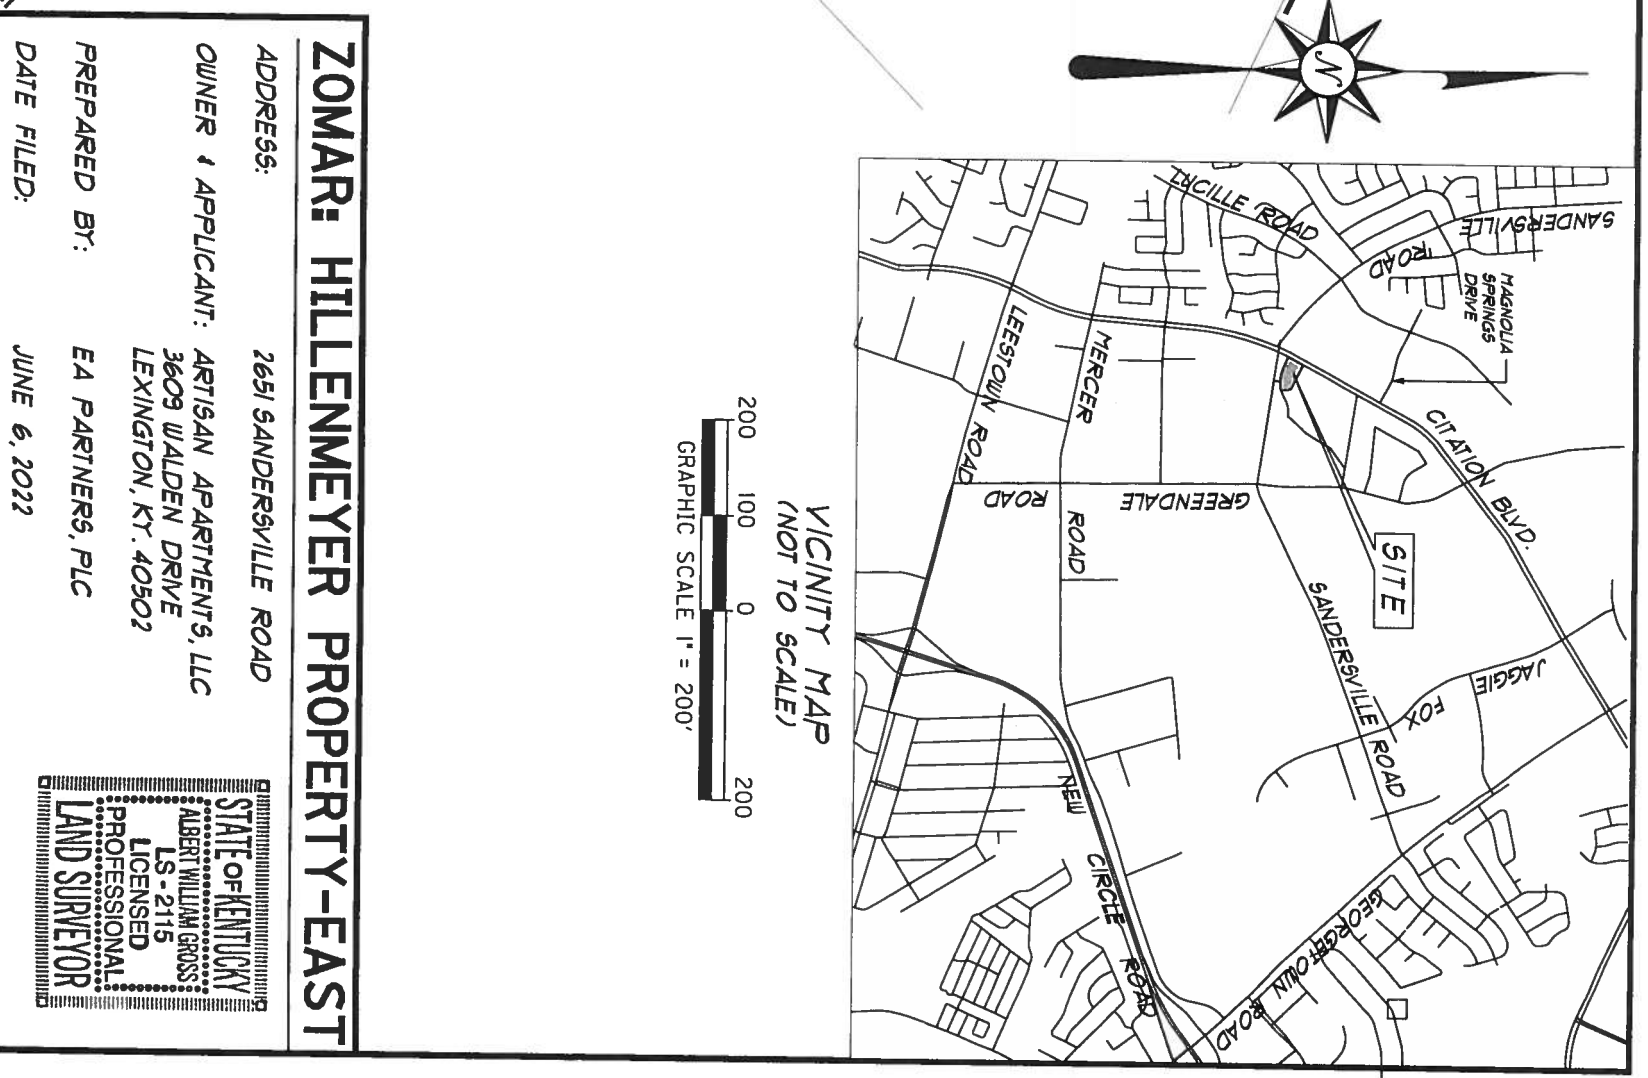 N
LUCILLE ROAD
SANDERSVILLE
ROAD
MAGNOLIA
SPRINGS
DRIVE
LEESTOWN ROAD
MERCER
ROAD
GREENDALE
ROAD
CITATION BLVD.
SITE
SANDERSVILLE ROAD
JAGGIE
FOX
NEW
CIRCLE
ROAD
GEORGETOWN
ROAD
VICINITY MAP
(NOT TO SCALE)
200 100 0 200
GRAPHIC SCALE 1" = 200'
ZOMAR: HILLENMEYER PROPERTY-EAST
ADDRESS: 2651 SANDERSVILLE ROAD
OWNER & APPLICANT: ARTISAN APARTMENTS, LLC
3609 WALDEN DRIVE
LEXINGTON, KY. 40502
PREPARED BY: EA PARTNERS, PLC
DATE FILED: JUNE 6, 2022
STATE OF KENTUCKY
ALBERT WILLIAM GROSS
LS-2115
LICENSED
PROFESSIONAL
LAND SURVEYOR